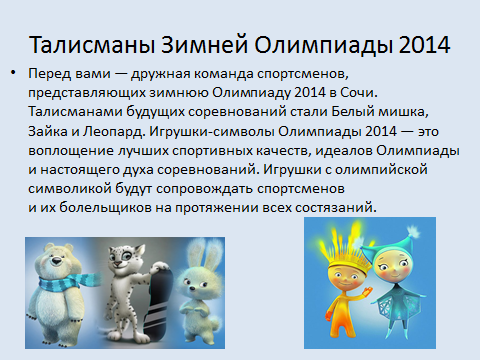 Талисманы Зимней Олимпиады 2014
• Перед вами — дружная команда спортсменов,
представляющих зимнюю Олимпиаду 2014 в Сочи.
Талисманами будущих соревнований стали Белый мишка,
Зайка и Леопард. Игрушки-символы Олимпиады 2014 — это
воплощение лучших спортивных качеств, идеалов Олимпиады
и настоящего духа соревнований. Игрушки с олимпийской
символикой будут сопровождать спортсменов
и их болельщиков на протяжении всех состязаний.